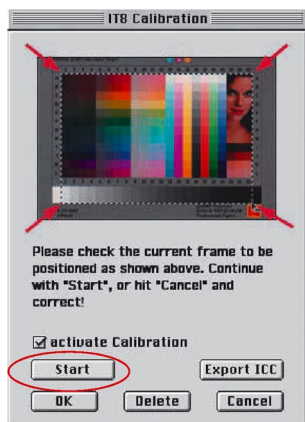 IT8 Calibration
Please check the current frame to be
positioned as shown above. Continue
with "Start", or hit "Cancel" and
correct!
activate Calibration
Start
Export ICC
OK
Delete
Cancel